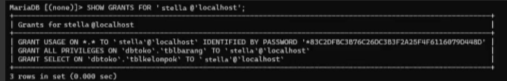 MariaDB [(none)]> SHOW GRANTS FOR 'stella@'localhost';
| Grants for stella@localhost |
| GRANT USAGE ON *.* TO 'stella'@'localhost' IDENTIFIED BY PASSWORD |
| GRANT ALL PRIVILEGES ON 'dbtoko'.'tblbarang' TO 'stella'@'localhost' |
| GRANT SELECT ON 'dbtoko'.'tblkelompok' TO 'stella'@'localhost' |
3 rows in set (0.000 sec)